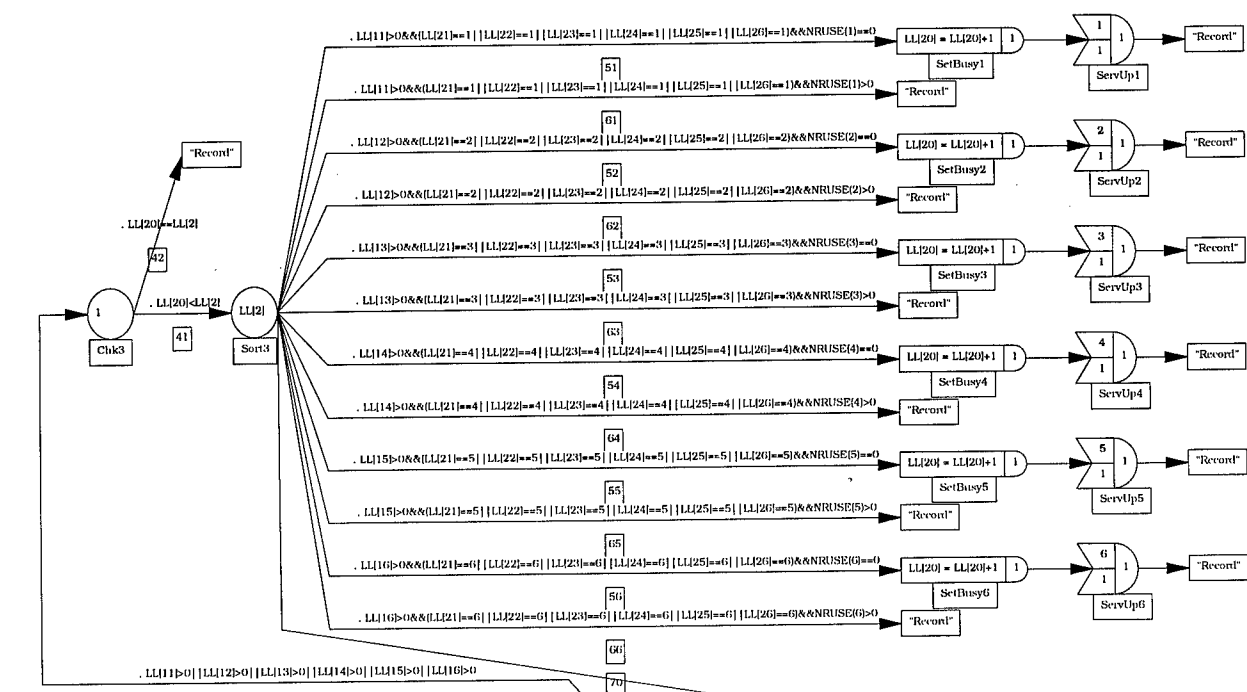 . LL[11]>0&&(LL[21]==1||LL[22]==1||LL[23]==1||LL[24]==1||LL[25]==1||LL[26]==1)&&NRUSE(1)==0
LL[20] = LL[20]+1 1
SetBusy1
1
1
1
ServUp1
"Record"
51
. LL[11]>0&&(LL[21]==1||LL[22]==1||LL[23]==1||LL[24]==1||LL[25]==1||LL[26]==1)&&NRUSE(1)>0
"Record"
61
. LL[12]>0&&(LL[21]==2||LL[22]==2||LL[23]==2||LL[24]==2||LL[25]==2||LL[26]==2)&&NRUSE(2)==0
LL[20] = LL[20]+1 1
SetBusy2
2
1
1
ServUp2
"Record"
"Record"
52
. LL[12]>0&&(LL[21]==2||LL[22]==2||LL[23]==2||LL[24]==2||LL[25]==2||LL[26]==2)&&NRUSE(2)>0
"Record"
. LL[20]==LL[2]
42
62
. LL[13]>0&&(LL[21]==3||LL[22]==3||LL[23]==3||LL[24]==3||LL[25]==3||LL[26]==3)&&NRUSE(3)==0
LL[20] = LL[20]+1 1
SetBusy3
3
1
1
ServUp3
"Record"
53
. LL[13]>0&&(LL[21]==3||LL[22]==3||LL[23]==3||LL[24]==3||LL[25]==3||LL[26]==3)&&NRUSE(3)>0
"Record"
1
Chk3
. LL[20]<LL[2]
41
LL[2]
Sort3
63
. LL[14]>0&&(LL[21]==4||LL[22]==4||LL[23]==4||LL[24]==4||LL[25]==4||LL[26]==4)&&NRUSE(4)==0
LL[20] = LL[20]+1 1
SetBusy4
4
1
1
ServUp4
"Record"
54
. LL[14]>0&&(LL[21]==4||LL[22]==4||LL[23]==4||LL[24]==4||LL[25]==4||LL[26]==4)&&NRUSE(4)>0
"Record"
64
. LL[15]>0&&(LL[21]==5||LL[22]==5||LL[23]==5||LL[24]==5||LL[25]==5||LL[26]==5)&&NRUSE(5)==0
LL[20] = LL[20]+1 1
SetBusy5
5
1
1
ServUp5
"Record"
55
. LL[15]>0&&(LL[21]==5||LL[22]==5||LL[23]==5||LL[24]==5||LL[25]==5||LL[26]==5)&&NRUSE(5)>0
"Record"
65
. LL[16]>0&&(LL[21]==6||LL[22]==6||LL[23]==6||LL[24]==6||LL[25]==6||LL[26]==6)&&NRUSE(6)==0
LL[20] = LL[20]+1 1
SetBusy6
6
1
1
ServUp6
"Record"
56
. LL[16]>0&&(LL[21]==6||LL[22]==6||LL[23]==6||LL[24]==6||LL[25]==6||LL[26]==6)&&NRUSE(6)>0
"Record"
66
. LL[11]>0||LL[12]>0||LL[13]>0||LL[14]>0||LL[15]>0||LL[16]>0
70